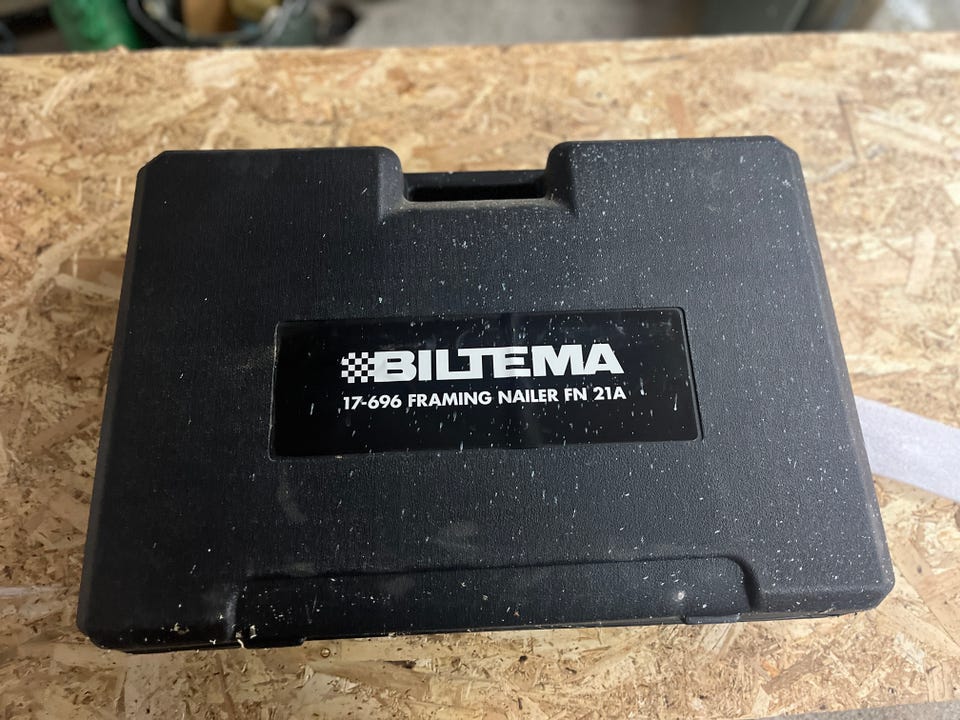 BILTEMA
17-696 FRAMING NAILER FN 21A